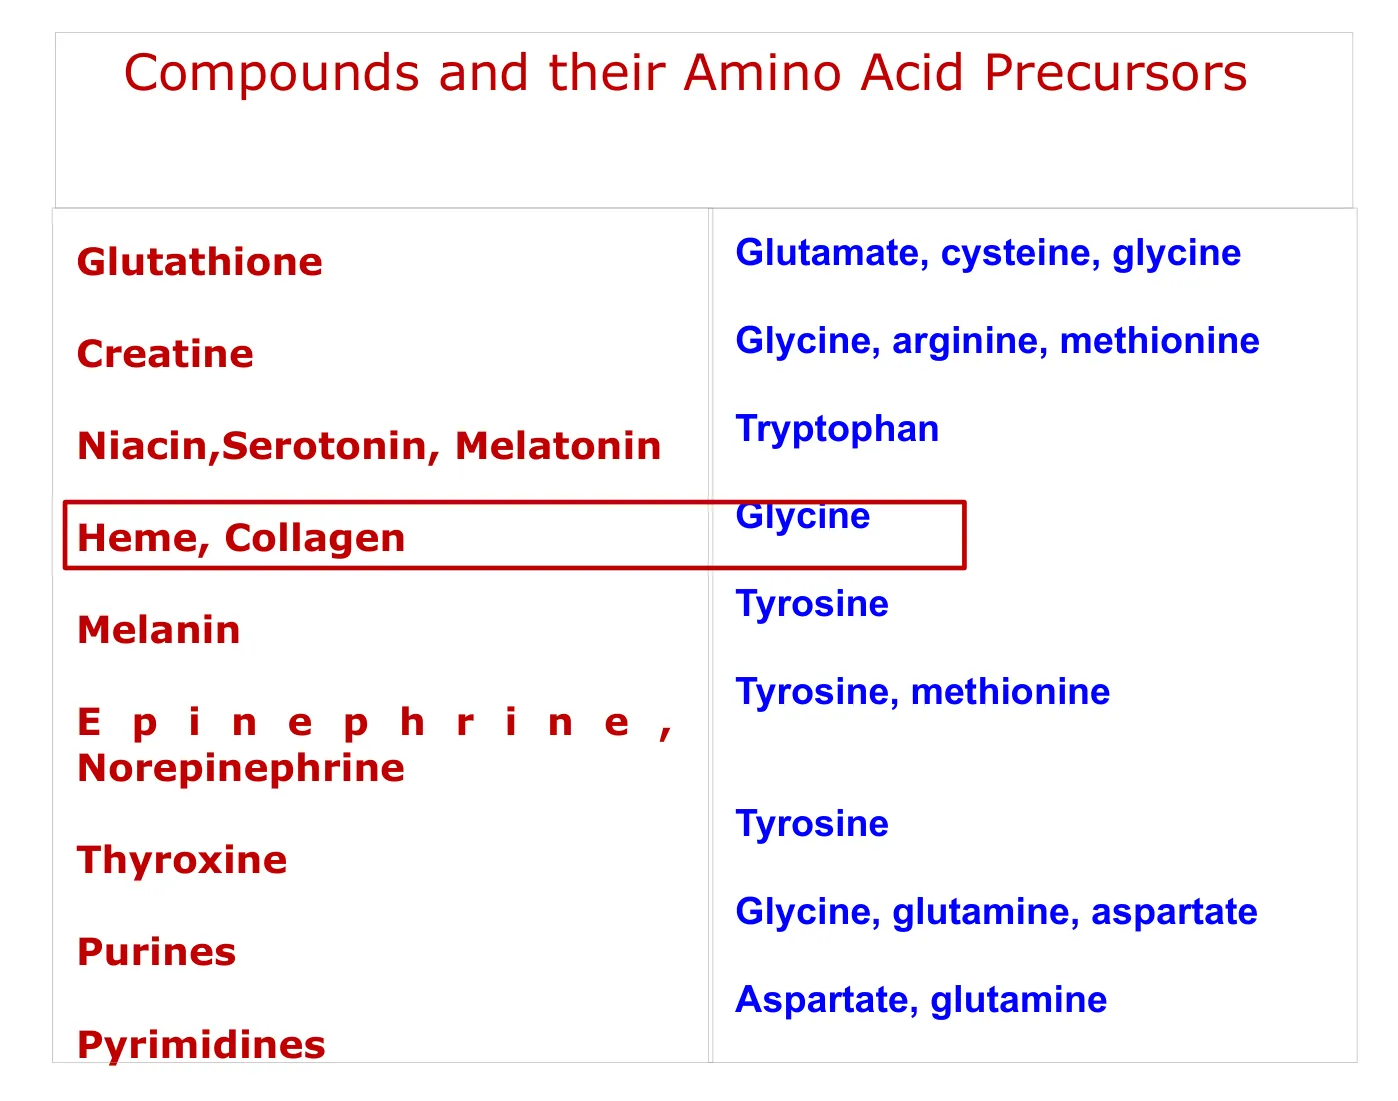 Compounds and their Amino Acid Precursors
Glutathione
Creatine
Niacin,Serotonin, Melatonin
Heme, Collagen
Melanin
Epinephrine,
Norepinephrine
Thyroxine
Purines
Pyrimidines
Glutamate, cysteine, glycine
Glycine, arginine, methionine
Tryptophan
Glycine
Tyrosine
Tyrosine, methionine
Tyrosine
Glycine, glutamine, aspartate
Aspartate, glutamine